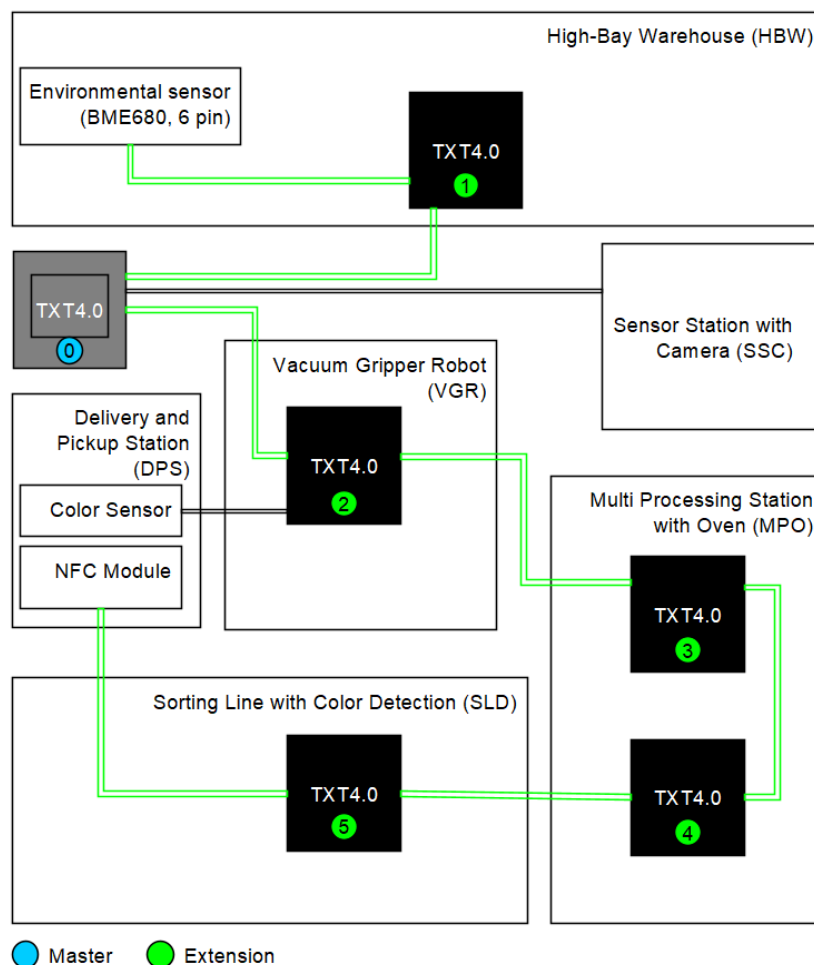 High-Bay Warehouse (HBW)
Environmental sensor
(BME680, 6 pin)
TXT4.0
1
TXT4.0
0
Sensor Station with
Camera (SSC)
Vacuum Gripper Robot
(VGR)
TXT4.0
2
Delivery and
Pickup Station
(DPS)
Color Sensor
NFC Module
Multi Processing Station
with Oven (MPO)
TXT4.0
3
Sorting Line with Color Detection (SLD)
TXT4.0
5
TXT4.0
4
Master
Extension